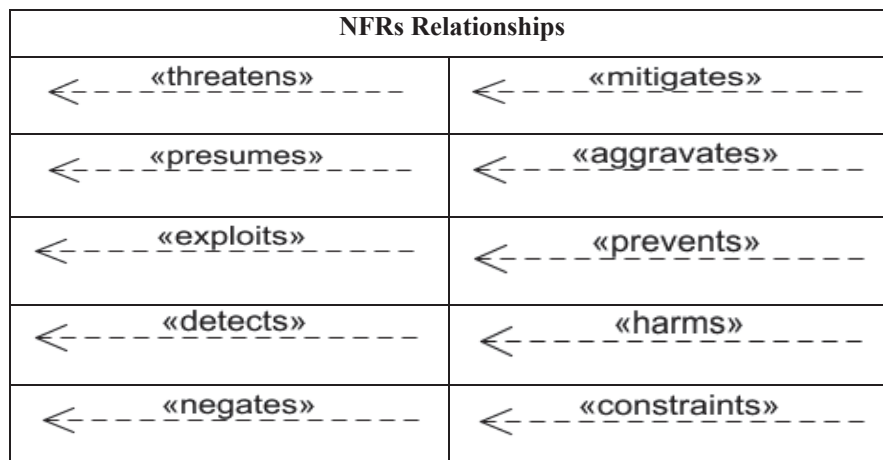 NFRs Relationships
«threatens» «mitigates»
«presumes» «aggravates»
«exploits» «prevents»
«detects» «harms»
«negates» «constraints»